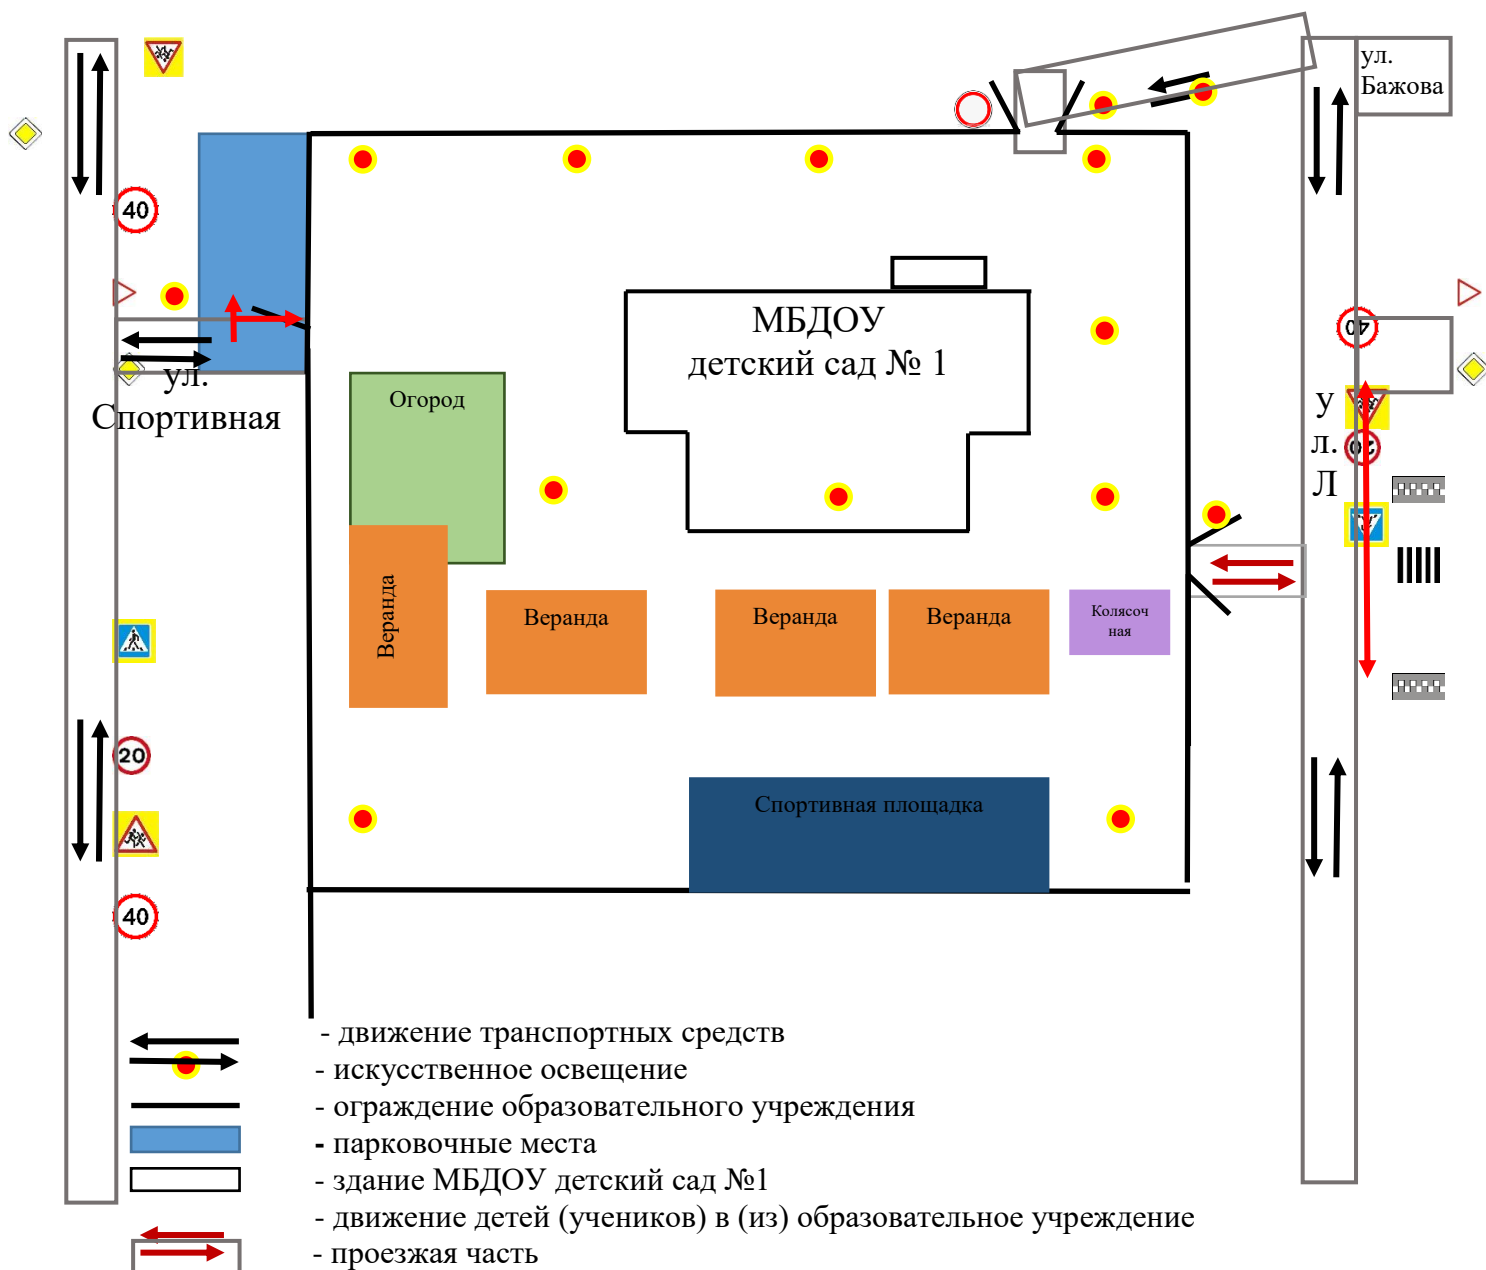 ул.
Бажова
40
МБДОУ
детский сад № 1
40
ул.
Спортивная
Огород
у
л.
Л
20
Веранда
Веранда
Веранда
Веранда
Колясоч
ная
20
Спортивная площадка
40
- движение транспортных средств
- искусственное освещение
- ограждение образовательного учреждения
- парковочные места
- здание МБДОУ детский сад №1
- движение детей (учеников) в (из) образовательное учреждение
- проезжая часть